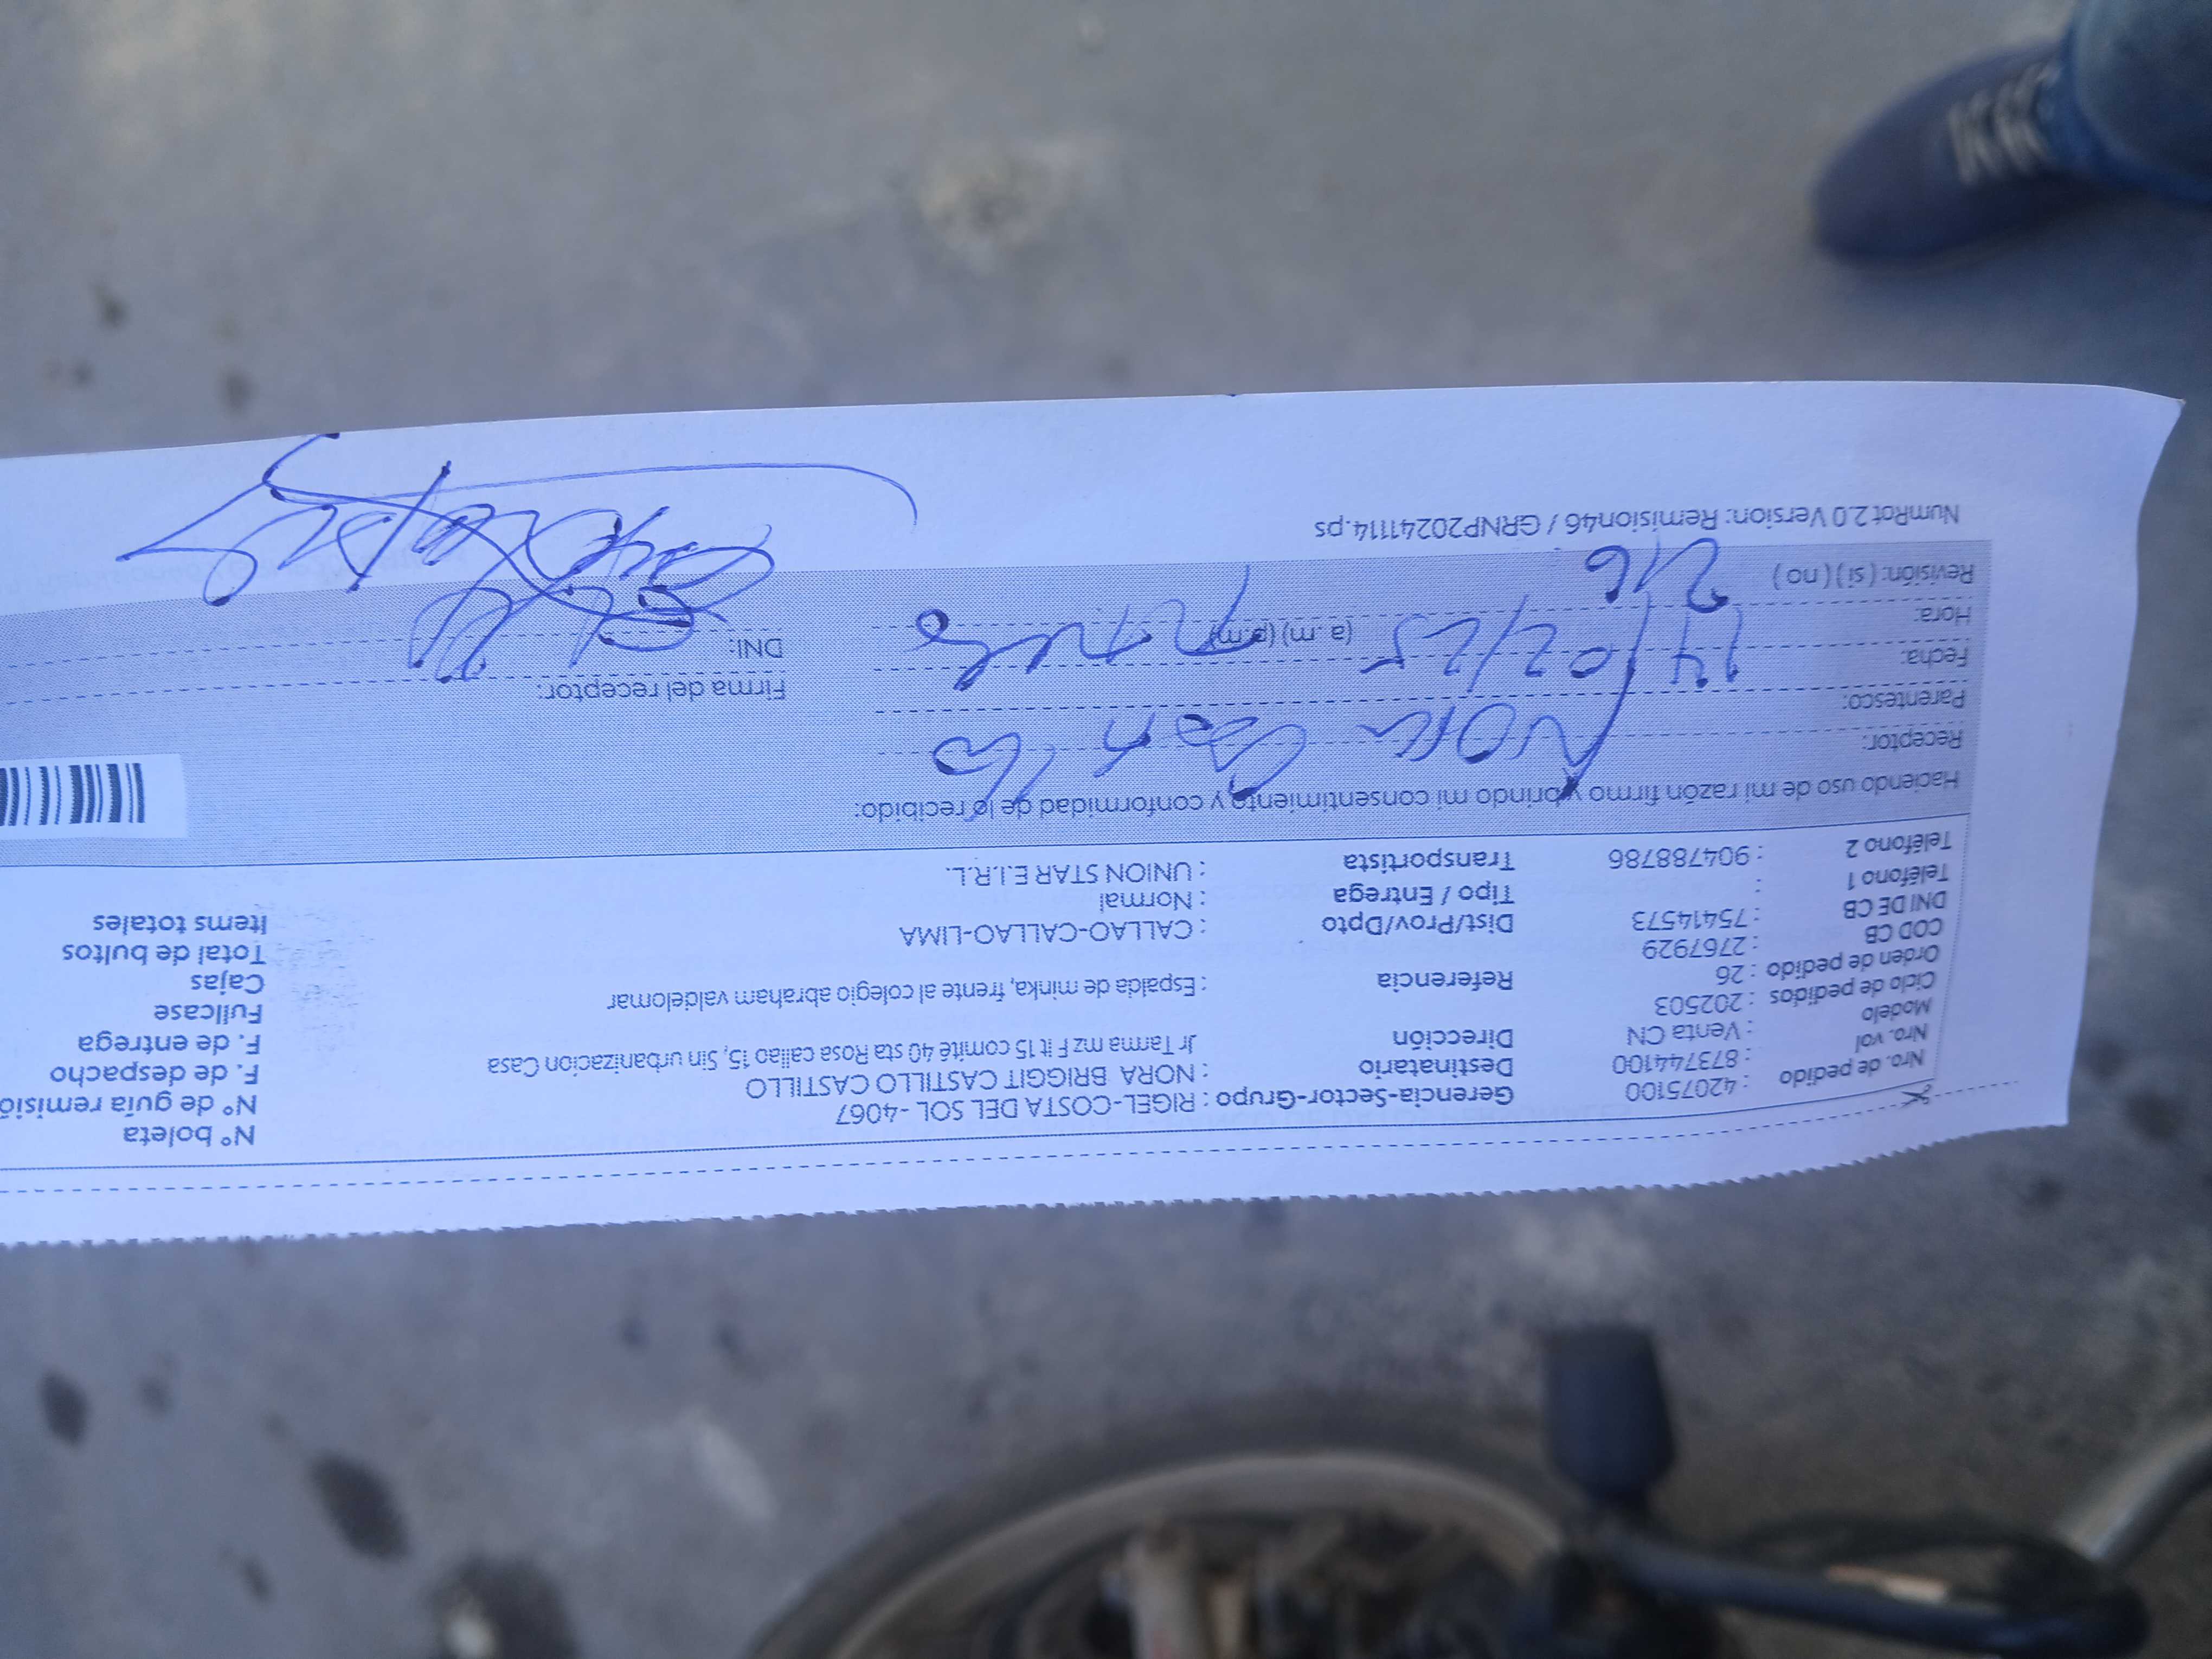 Nro. de pedido : 42075100
Nro. vol : 873744100
Modelo : Venta CN
Ciclo de pedidos : 202503
Orden de pedido : 26
COD CB : 2767929
DNI DE CB : 75414573
Teléfono 1 :
Teléfono 2 : 904788786
Gerencia-Sector-Grupo : RIGEL-COSTA DEL SOL - 4067
Destinatario : NORA BRIGGIT CASTILLO CASTILLO
Dirección Jr Tarma mz F lt 15 comité 40 sta Rosa callao 15, Sin urbanizacion Casa
Referencia : Espalda de minka, frente al colegio abraham valdelomar
Dist/Prov/Dpto : CALLAO-CALLAO-LIMA
Tipo / Entrega : Normal
Transportista : UNION STAR E.I.R.L.
Nº boleta
Nº de guía remisió
F. de despacho
F. de entrega
Fullcase
Cajas
Total de bultos
Items totales
Haciendo uso de mi razón firmo y brindo mi consentimiento y conformidad de lo recibido:
Receptor: Nora
Parentesco:
Fecha: 14/02/25
Hora: (a. m) (p.m)
Revisión: ( si ) ( no )
Firma del receptor:
DNI:
NumRot 2.0 Version: Remision46 / GRNP20241114.ps